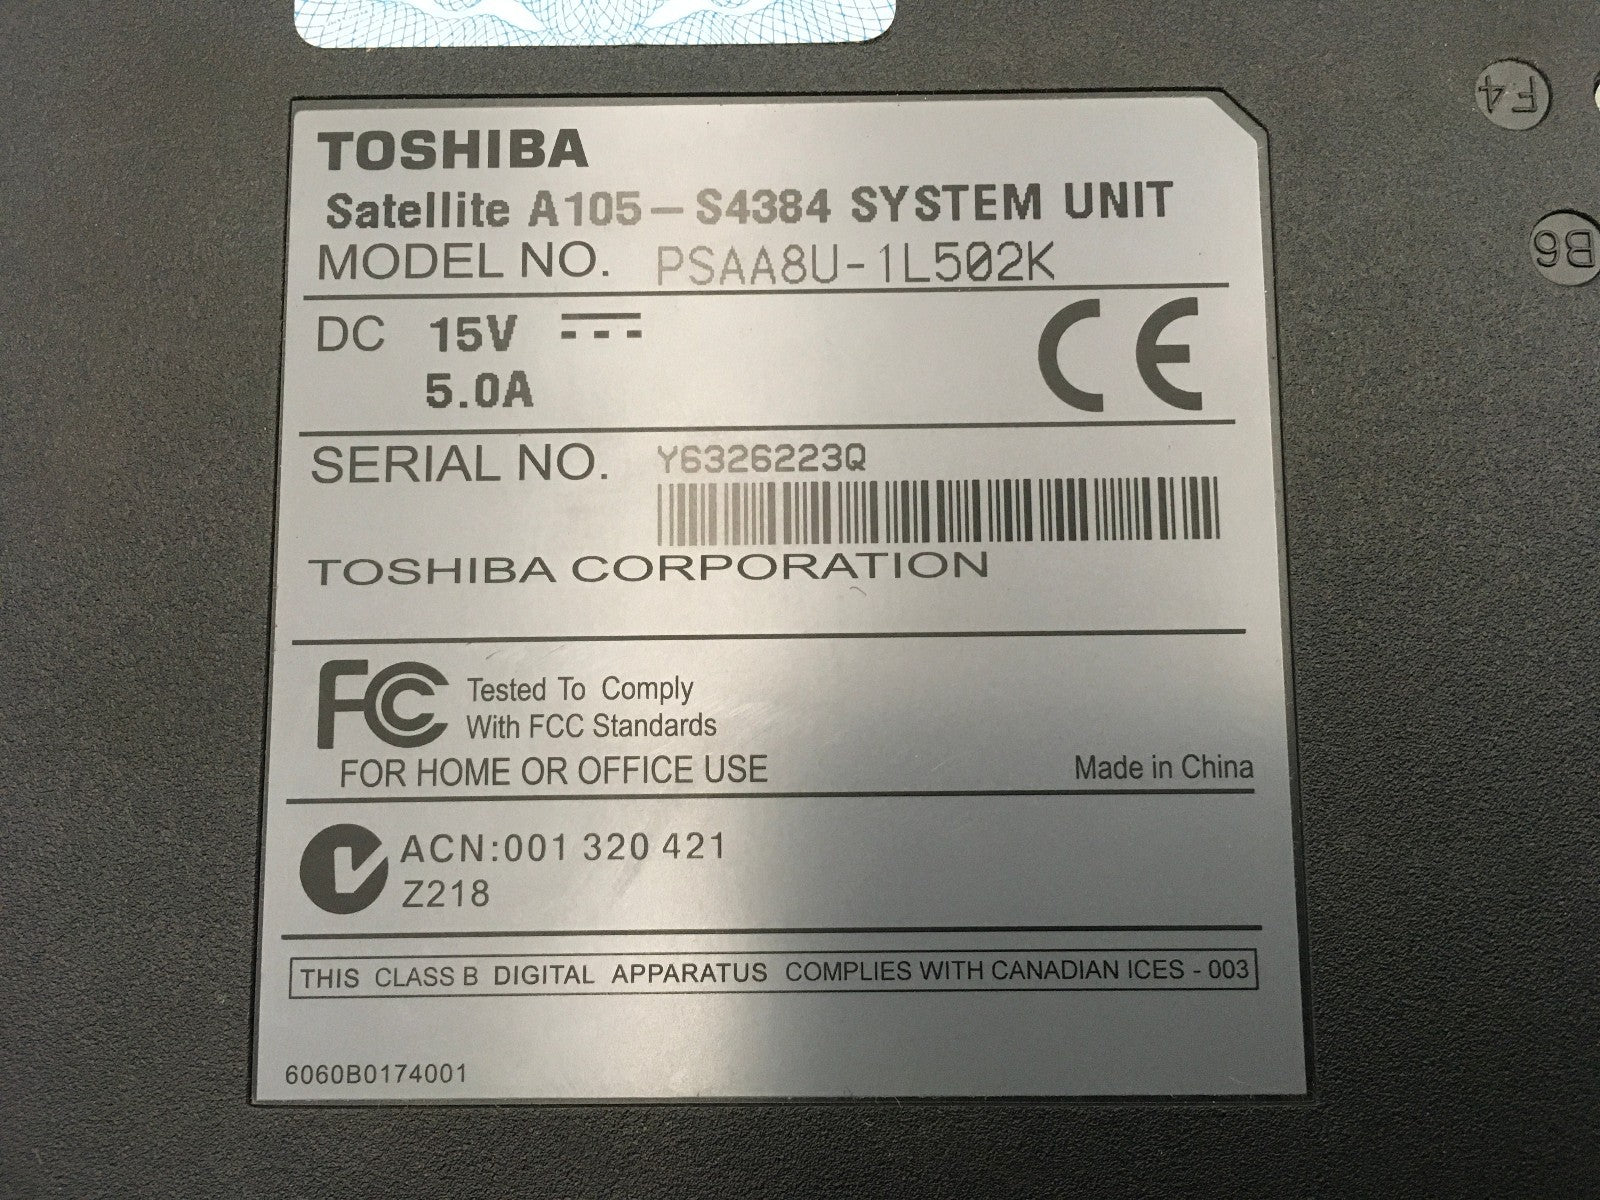 TOSHIBA
Satellite A105-S4384 SYSTEM UNIT
MODEL NO. PSAA8U-1L502K
DC 15V
5.0A
CE
SERIAL NO. Y6326223Q
TOSHIBA CORPORATION
FC Tested To Comply
With FCC Standards
FOR HOME OR OFFICE USE
Made in China
ACN:001 320 421
Z218
THIS CLASS B DIGITAL APPARATUS COMPLIES WITH CANADIAN ICES - 003
6060B0174001
F4
B6